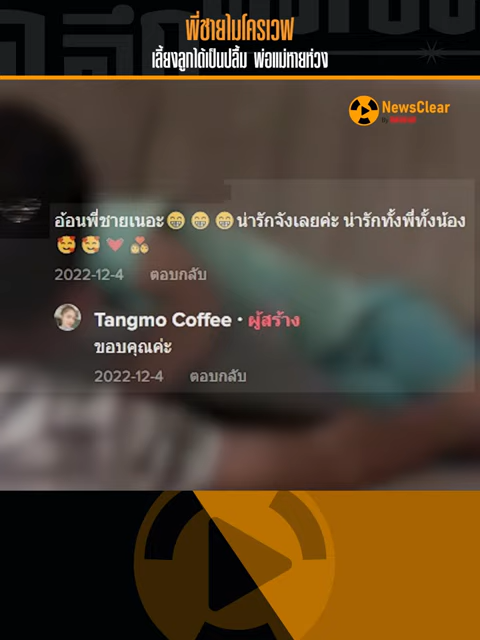 พี่ชายไมโครเวฟ
เลี้ยงลูกได้เป็นปลื้ม พ่อแม่หายห่วง
NewsClear
อ้อนพี่ชายเนอะ😁😁😁น่ารักจังเลยค่ะ น่ารักทั้งพี่ทั้งน้อง
🥰🥰💓💑
2022-12-4 ตอบกลับ
Tangmo Coffee · ผู้สร้าง
ขอบคุณค่ะ
2022-12-4 ตอบกลับ